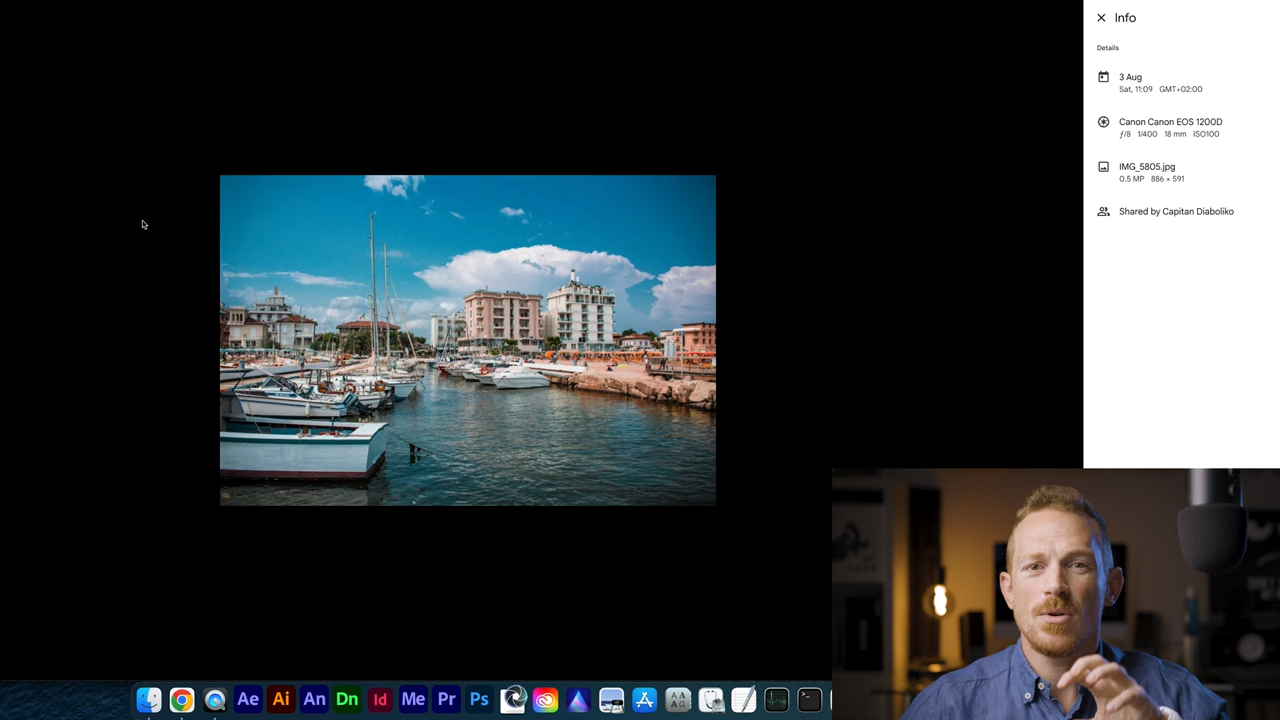 Info
Details
3 Aug
Sat, 11:09 GMT+02:00
Canon Canon EOS 1200D
ƒ/8 1/400 18 mm ISO100
IMG_5805.jpg
0.5 MP 886 × 591
Shared by Capitan Diaboliko
Ae Ai An Dn Id Me Pr Ps